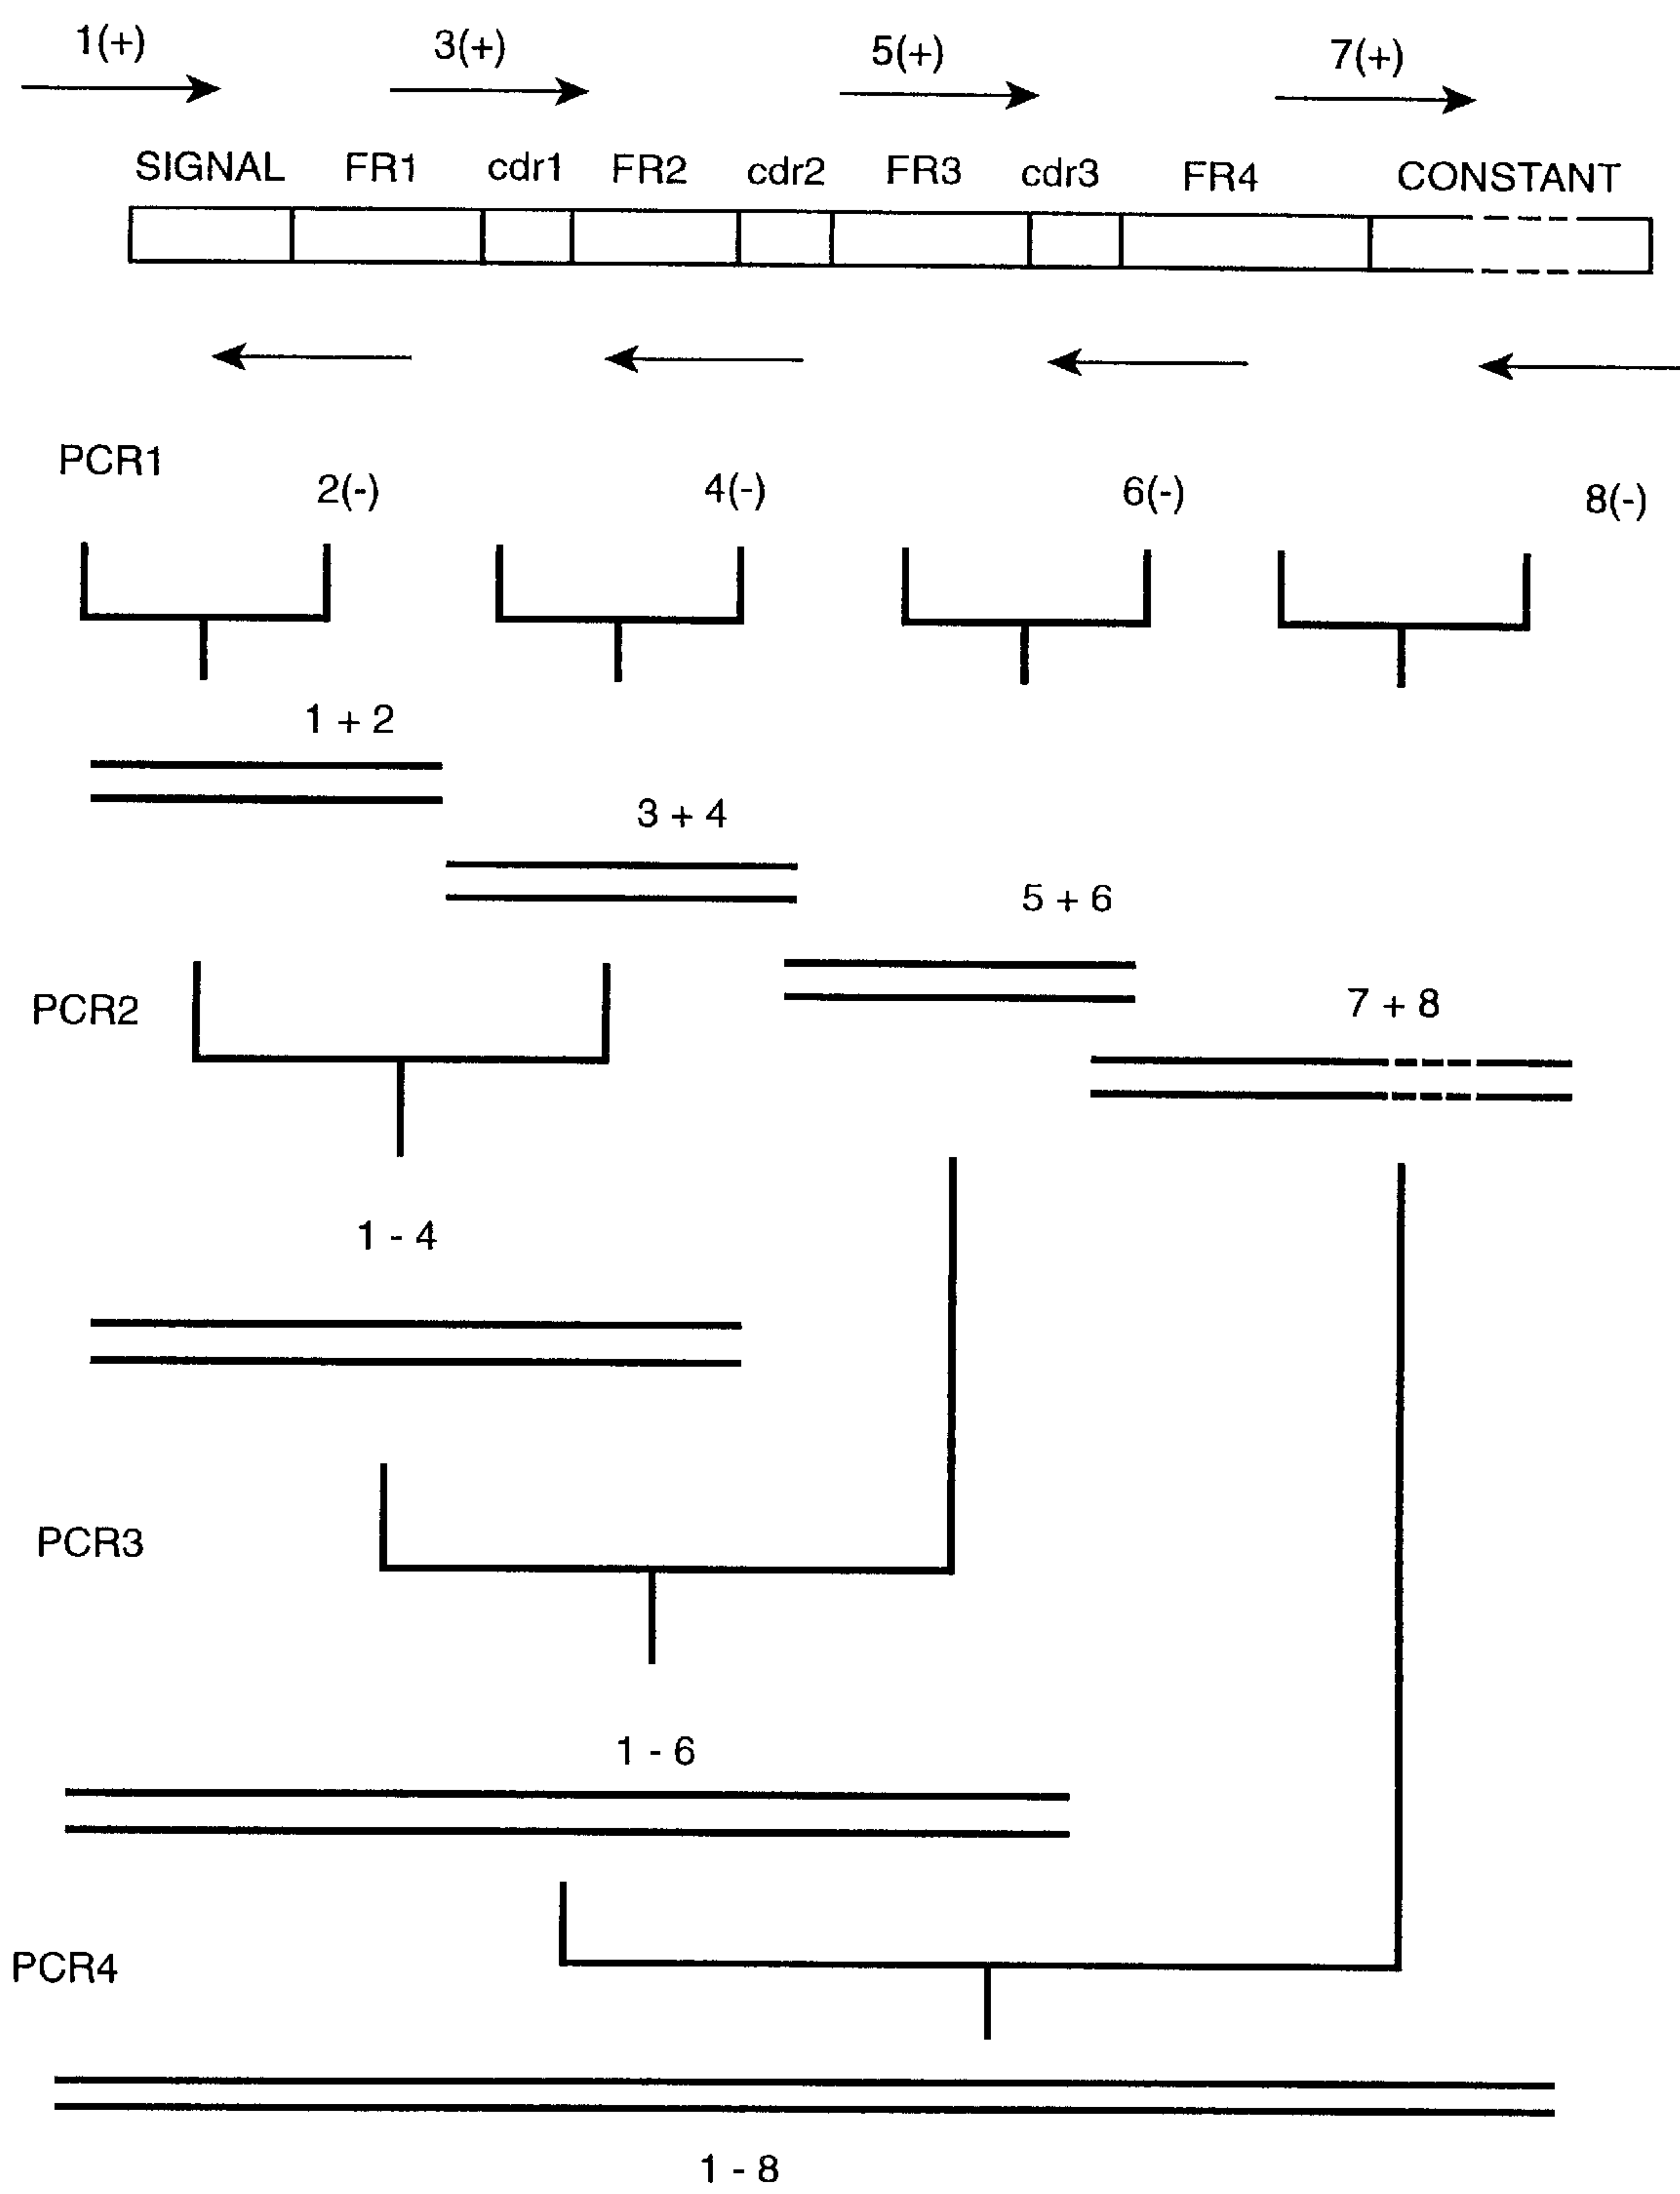 1(+) 3(+) 5(+) 7(+)
SIGNAL FR1 cdr1 FR2 cdr2 FR3 cdr3 FR4 CONSTANT
PCR1
2(-) 4(-) 6(-) 8(-)
1 + 2
3 + 4
5 + 6
PCR2
7 + 8
1 - 4
PCR3
1 - 6
PCR4
1 - 8